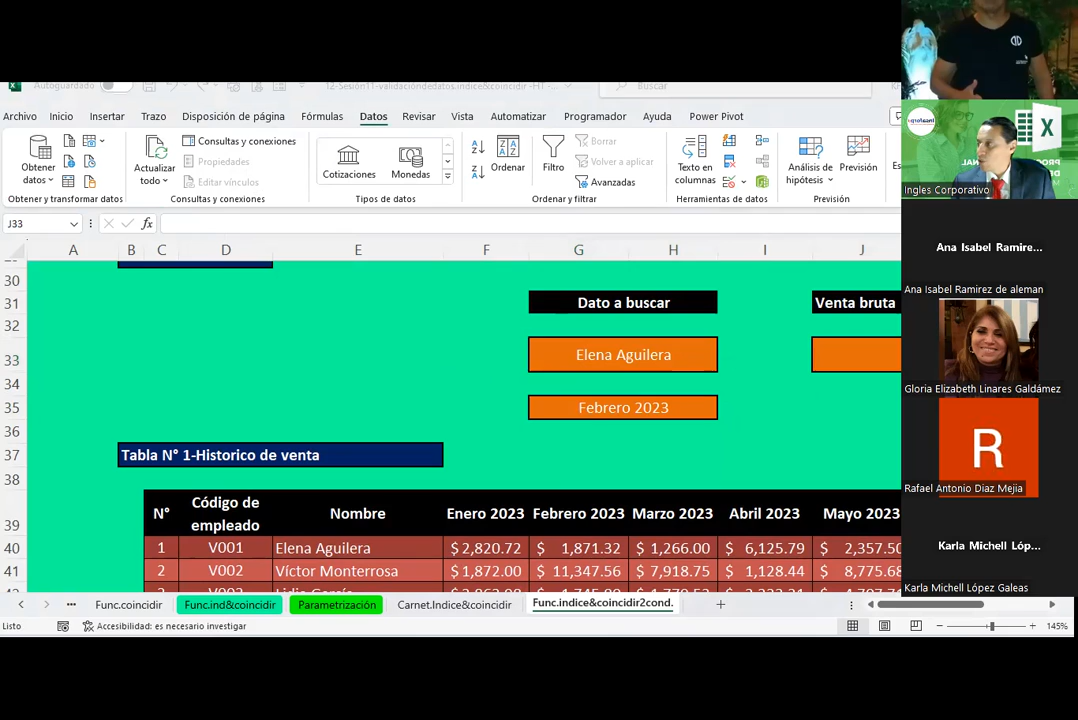 Autoguardado
12-Sesión11-validaciónddatos.indice&coincidir -HT -...
Buscar
Archivo Inicio Insertar Trazo Disposición de página Fórmulas Datos Revisar Vista Automatizar Programador Ayuda Power Pivot
Obtener datos
Actualizar todo
Consultas y conexiones
Propiedades
Editar vínculos
Cotizaciones
Monedas
Ordenar
Filtro
Borrar
Volver a aplicar
Avanzadas
Texto en columnas
Análisis de hipótesis
Previsión
Obtener y transformar datos Consultas y conexiones Tipos de datos Ordenar y filtrar Herramientas de datos Previsión
J33 fx
A B C D E F G H I J
30
31 Dato a buscar Venta bruta
32
33 Elena Aguilera
34
35 Febrero 2023
36
37 Tabla N° 1-Historico de venta
38
39 N° Código de empleado Nombre Enero 2023 Febrero 2023 Marzo 2023 Abril 2023 Mayo 2023
40 1 V001 Elena Aguilera $ 2,820.72 $ 1,871.32 $ 1,266.00 $ 6,125.79 $ 2,357.50
41 2 V002 Víctor Monterrosa $ 1,872.00 $ 11,347.56 $ 7,918.75 $ 1,128.44 $ 8,775.68
... Func.coincidir Func.ind&coincidir Parametrización Carnet.Indice&coincidir Func.indice&coincidir2cond. +
Listo Accesibilidad: es necesario investigar 145%
Ingles Corporativo
Ana Isabel Ramire...
Ana Isabel Ramirez de aleman
Gloria Elizabeth Linares Galdámez
R
Rafael Antonio Diaz Mejia
Karla Michell Lóp...
Karla Michell López Galeas